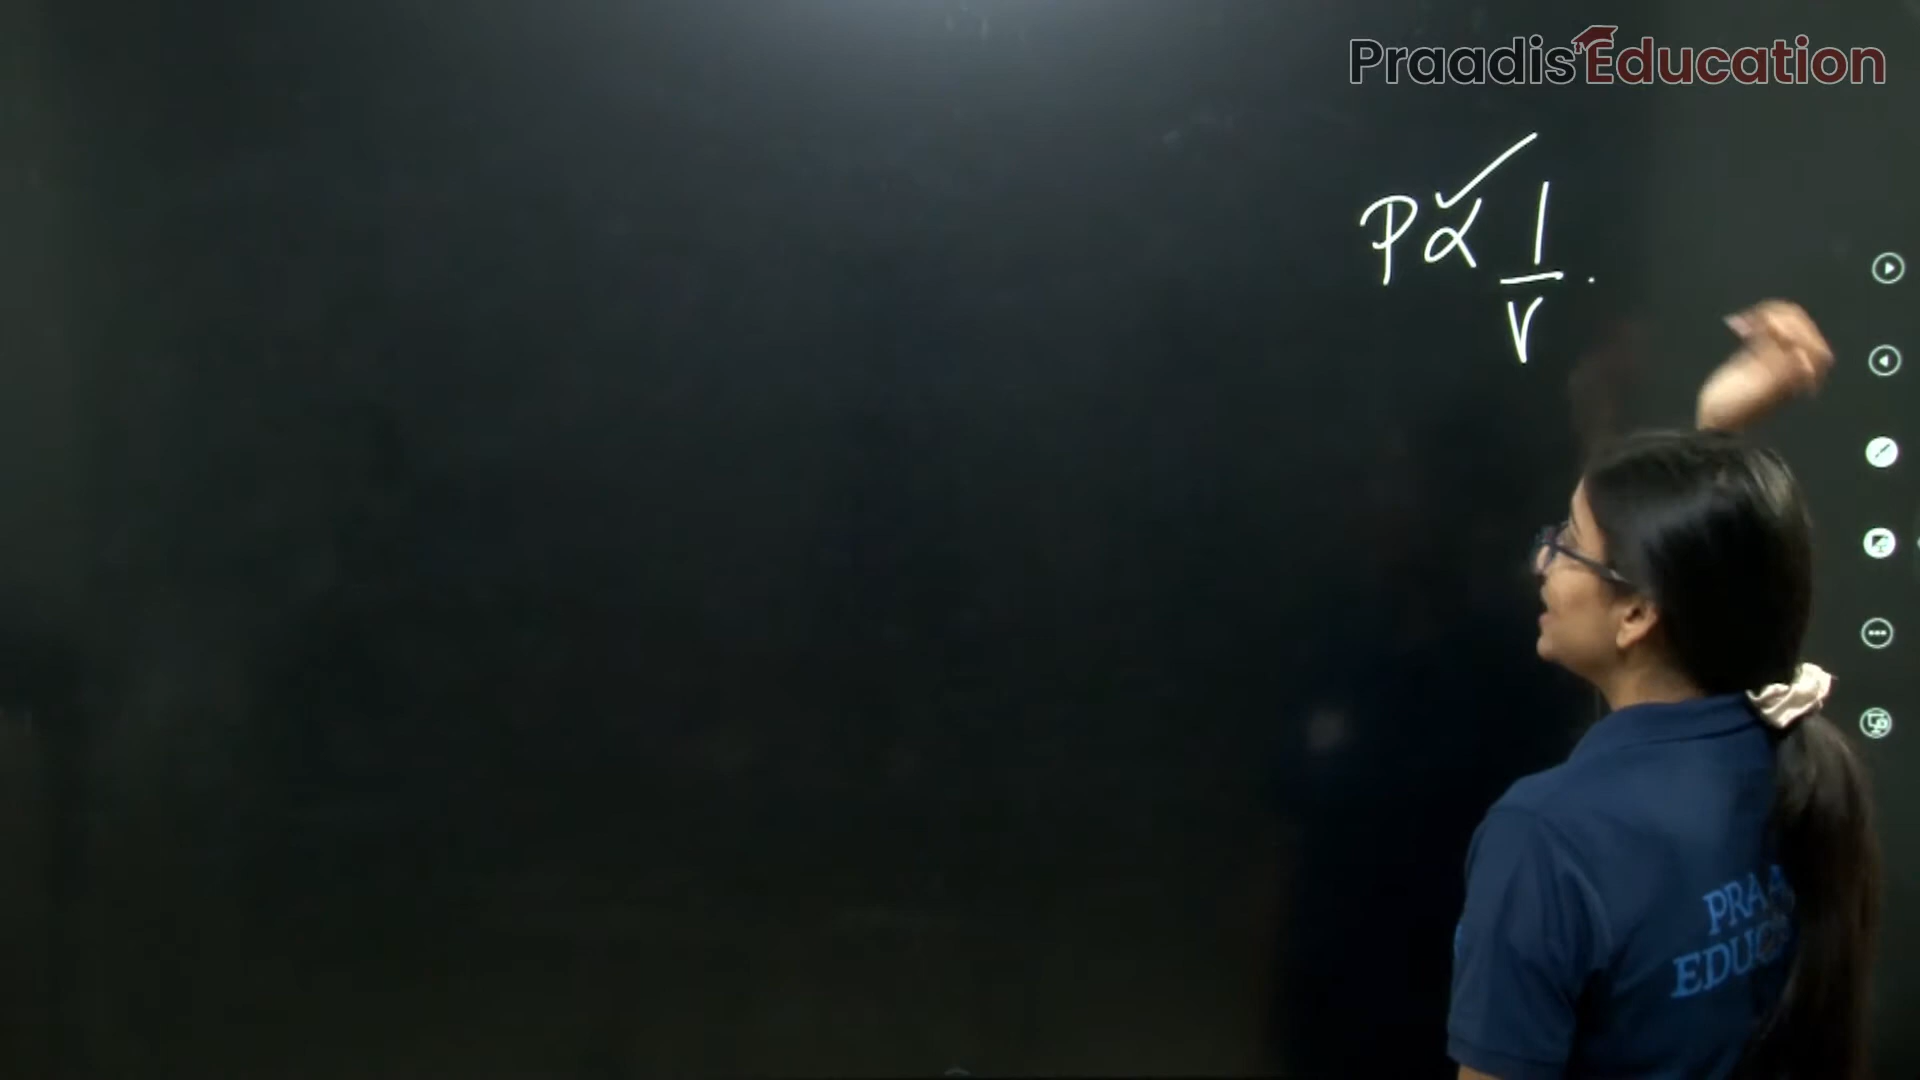 Praadis Education
P ∝ 1/V .
PRAA
EDUC